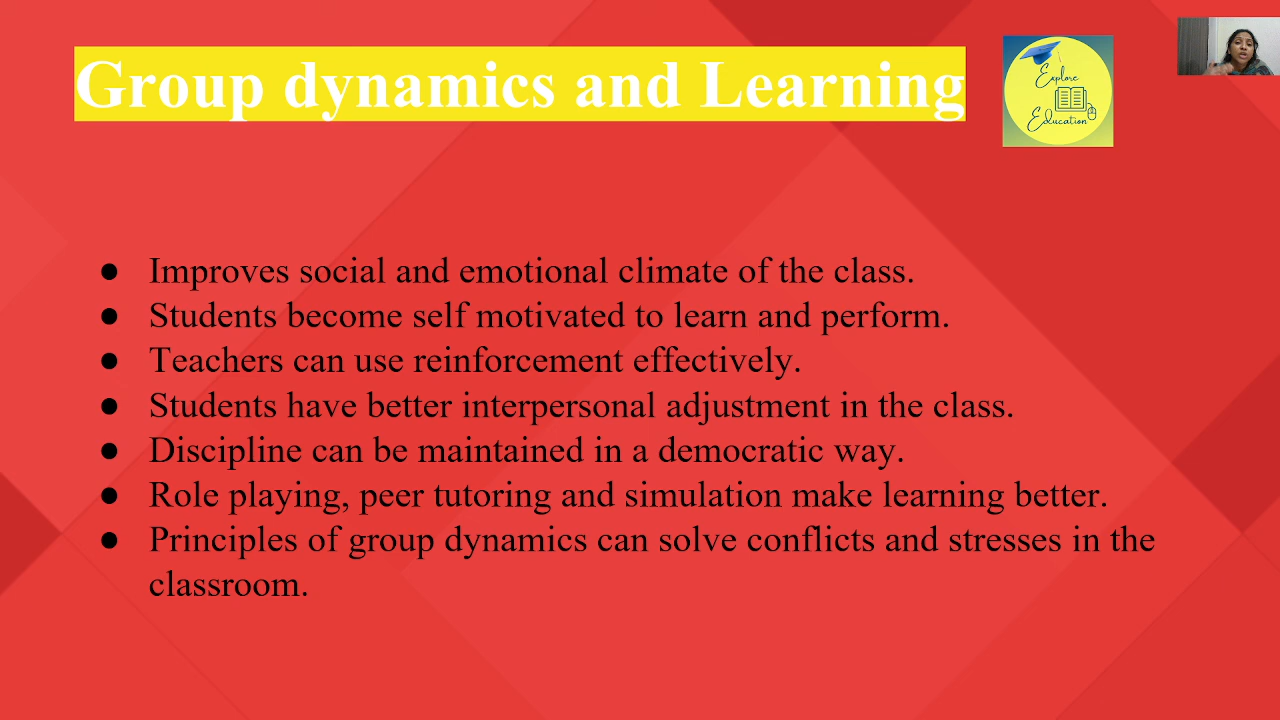 Group dynamics and Learning
Explore
Education
● Improves social and emotional climate of the class.
● Students become self motivated to learn and perform.
● Teachers can use reinforcement effectively.
● Students have better interpersonal adjustment in the class.
● Discipline can be maintained in a democratic way.
● Role playing, peer tutoring and simulation make learning better.
● Principles of group dynamics can solve conflicts and stresses in the
classroom.